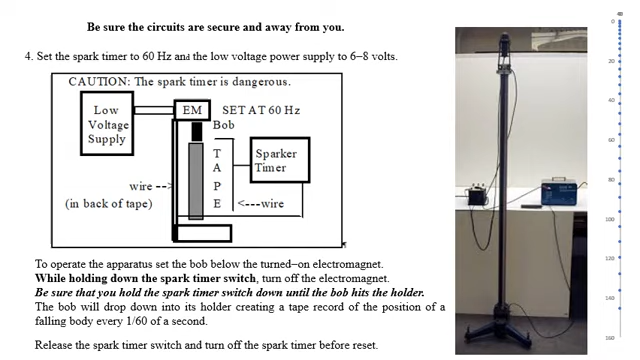 Be sure the circuits are secure and away from you.
4. Set the spark timer to 60 Hz and the low voltage power supply to 6–8 volts.
CAUTION: The spark timer is dangerous.
Low
Voltage
Supply
EM
SET AT 60 Hz
Bob
T
A
P
E
Sparker
Timer
wire -->
(in back of tape)
<---wire
To operate the apparatus set the bob below the turned–on electromagnet.
While holding down the spark timer switch, turn off the electromagnet.
Be sure that you hold the spark timer switch down until the bob hits the holder.
The bob will drop down into its holder creating a tape record of the position of a
falling body every 1/60 of a second.
Release the spark timer switch and turn off the spark timer before reset.
0
20
40
60
80
100
120
140
160